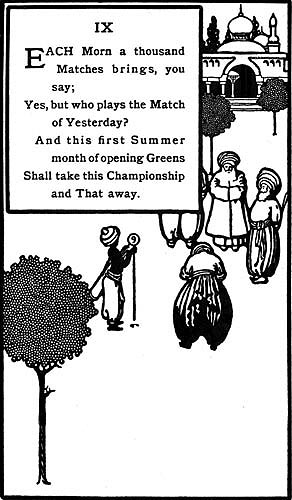 IX
EACH Morn a thousand
Matches brings, you
say;
Yes, but who plays the Match
of Yesterday?
And this first Summer
month of opening Greens
Shall take this Championship
and That away.